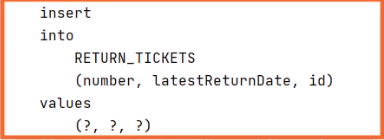 insert
into
RETURN_TICKETS
(number, latestReturnDate, id)
values
(?, ?, ?)